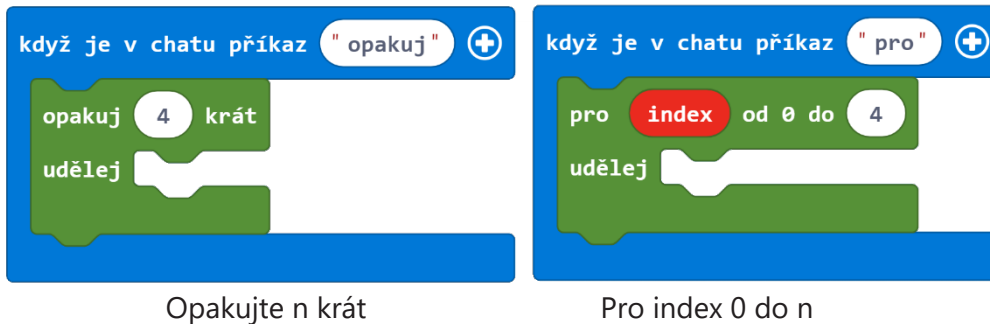 když je v chatu příkaz "opakuj"
opakuj 4 krát
udělej
Opakujte n krát
když je v chatu příkaz "pro"
pro index od 0 do 4
udělej
Pro index 0 do n